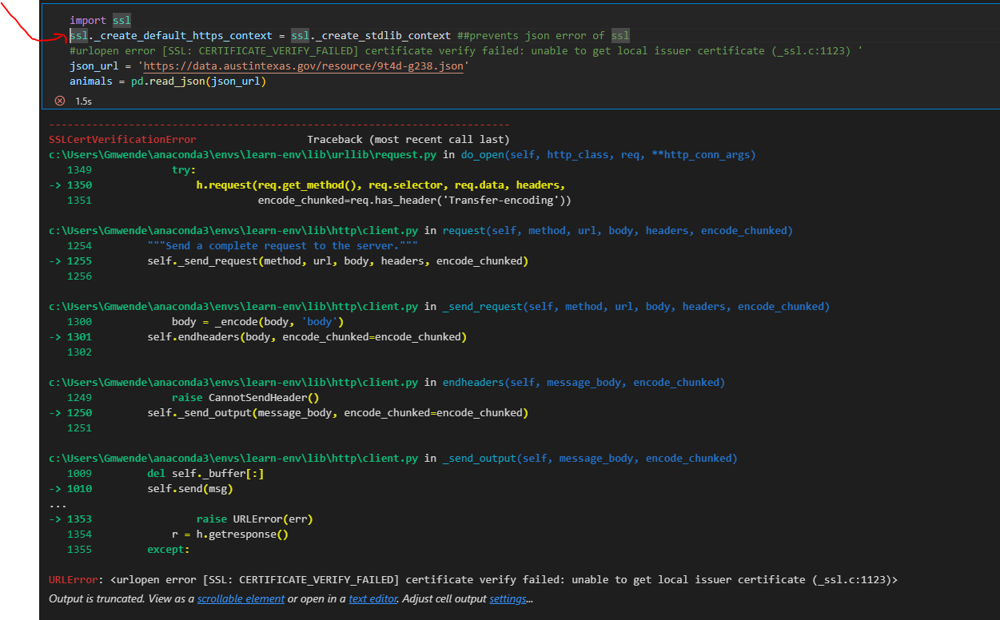 import ssl
ssl._create_default_https_context = ssl._create_stdlib_context ##prevents json error of ssl
#urlopen error [SSL: CERTIFICATE_VERIFY_FAILED] certificate verify failed: unable to get local issuer certificate (_ssl.c:1123) '
json_url = 'https://data.austintexas.gov/resource/9t4d-g238.json'
animals = pd.read_json(json_url)
1.5s
---------------------------------------------------------------------------
SSLCertVerificationError                  Traceback (most recent call last)
c:\Users\Gmwende\anaconda3\envs\learn-env\lib\urllib\request.py in do_open(self, http_class, req, **http_conn_args)
   1349             try:
-> 1350                 h.request(req.get_method(), req.selector, req.data, headers,
   1351                           encode_chunked=req.has_header('Transfer-encoding'))
c:\Users\Gmwende\anaconda3\envs\learn-env\lib\http\client.py in request(self, method, url, body, headers, encode_chunked)
   1254         """Send a complete request to the server."""
-> 1255         self._send_request(method, url, body, headers, encode_chunked)
   1256
c:\Users\Gmwende\anaconda3\envs\learn-env\lib\http\client.py in _send_request(self, method, url, body, headers, encode_chunked)
   1300             body = _encode(body, 'body')
-> 1301         self.endheaders(body, encode_chunked=encode_chunked)
   1302
c:\Users\Gmwende\anaconda3\envs\learn-env\lib\http\client.py in endheaders(self, message_body, encode_chunked)
   1249             raise CannotSendHeader()
-> 1250         self._send_output(message_body, encode_chunked=encode_chunked)
   1251
c:\Users\Gmwende\anaconda3\envs\learn-env\lib\http\client.py in _send_output(self, message_body, encode_chunked)
   1009         del self._buffer[:]
-> 1010         self.send(msg)
...
-> 1353                 raise URLError(err)
   1354             r = h.getresponse()
   1355         except:
URLError: <urlopen error [SSL: CERTIFICATE_VERIFY_FAILED] certificate verify failed: unable to get local issuer certificate (_ssl.c:1123)>
Output is truncated. View as a scrollable element or open in a text editor. Adjust cell output settings...